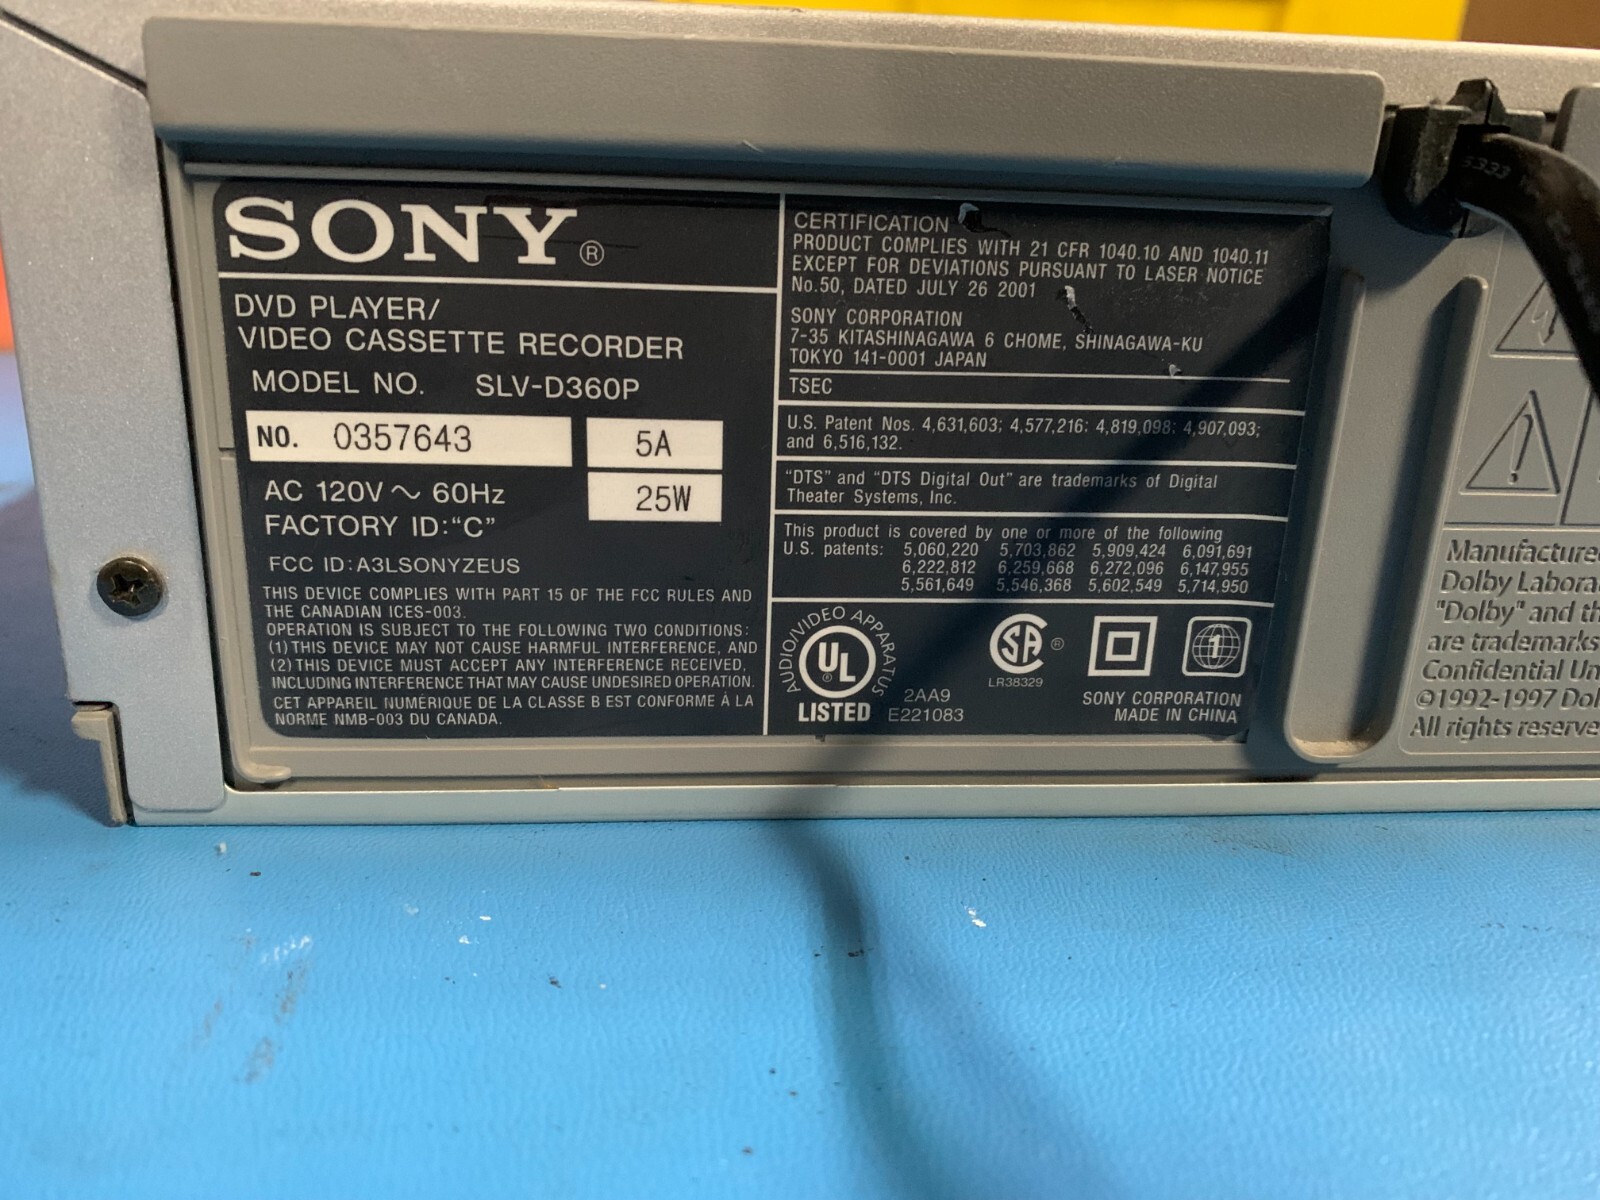 SONY®
DVD PLAYER/
VIDEO CASSETTE RECORDER
MODEL NO. SLV-D360P
NO. 0357643
5A
AC 120V ~ 60Hz
25W
FACTORY ID:“C”
FCC ID:A3LSONYZEUS
THIS DEVICE COMPLIES WITH PART 15 OF THE FCC RULES AND
THE CANADIAN ICES-003.
OPERATION IS SUBJECT TO THE FOLLOWING TWO CONDITIONS:
(1)THIS DEVICE MAY NOT CAUSE HARMFUL INTERFERENCE, AND
(2)THIS DEVICE MUST ACCEPT ANY INTERFERENCE RECEIVED,
INCLUDING INTERFERENCE THAT MAY CAUSE UNDESIRED OPERATION.
CET APPAREIL NUMÉRIQUE DE LA CLASSE B EST CONFORME À LA
NORME NMB-003 DU CANADA.
CERTIFICATION
PRODUCT COMPLIES WITH 21 CFR 1040.10 AND 1040.11
EXCEPT FOR DEVIATIONS PURSUANT TO LASER NOTICE
No.50, DATED JULY 26 2001
SONY CORPORATION
7-35 KITASHINAGAWA 6 CHOME, SHINAGAWA-KU
TOKYO 141-0001 JAPAN
TSEC
U.S. Patent Nos. 4,631,603; 4,577,216; 4,819,098; 4,907,093;
and 6,516,132.
“DTS” and “DTS Digital Out” are trademarks of Digital
Theater Systems, Inc.
This product is covered by one or more of the following
U.S. patents: 5,060,220 5,703,862 5,909,424 6,091,691
6,222,812 6,259,668 6,272,096 6,147,955
5,561,649 5,546,368 5,602,549 5,714,950
AUDIO/VIDEO APPARATUS
UL ®
LISTED
2AA9
E221083
SA ®
LR38329
1
SONY CORPORATION
MADE IN CHINA
5333
Manufacture
Dolby Labora
"Dolby" and th
are trademarks
Confidential Un
©1992-1997 Dol
All rights reserve